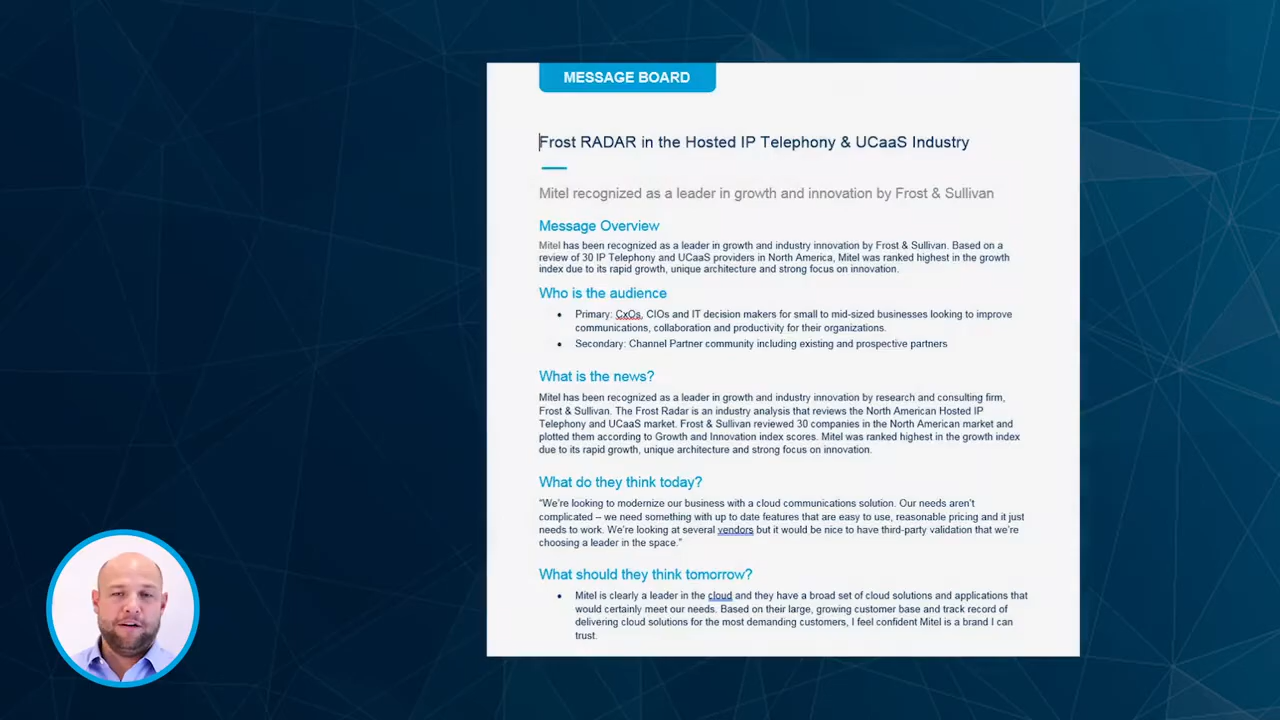 MESSAGE BOARD
Frost RADAR in the Hosted IP Telephony & UCaaS Industry
Mitel recognized as a leader in growth and innovation by Frost & Sullivan
Message Overview
Mitel has been recognized as a leader in growth and industry innovation by Frost & Sullivan. Based on a
review of 30 IP Telephony and UCaaS providers in North America, Mitel was ranked highest in the growth
index due to its rapid growth, unique architecture and strong focus on innovation.
Who is the audience
• Primary: CxOs, CIOs and IT decision makers for small to mid-sized businesses looking to improve
communications, collaboration and productivity for their organizations.
• Secondary: Channel Partner community including existing and prospective partners
What is the news?
Mitel has been recognized as a leader in growth and industry innovation by research and consulting firm,
Frost & Sullivan. The Frost Radar is an industry analysis that reviews the North American Hosted IP
Telephony and UCaaS market. Frost & Sullivan reviewed 30 companies in the North American market and
plotted them according to Growth and Innovation index scores. Mitel was ranked highest in the growth index
due to its rapid growth, unique architecture and strong focus on innovation.
What do they think today?
“We’re looking to modernize our business with a cloud communications solution. Our needs aren’t
complicated – we need something with up to date features that are easy to use, reasonable pricing and it just
needs to work. We’re looking at several vendors but it would be nice to have third-party validation that we’re
choosing a leader in the space.”
What should they think tomorrow?
• Mitel is clearly a leader in the cloud and they have a broad set of cloud solutions and applications that
would certainly meet our needs. Based on their large, growing customer base and track record of
delivering cloud solutions for the most demanding customers, I feel confident Mitel is a brand I can
trust.